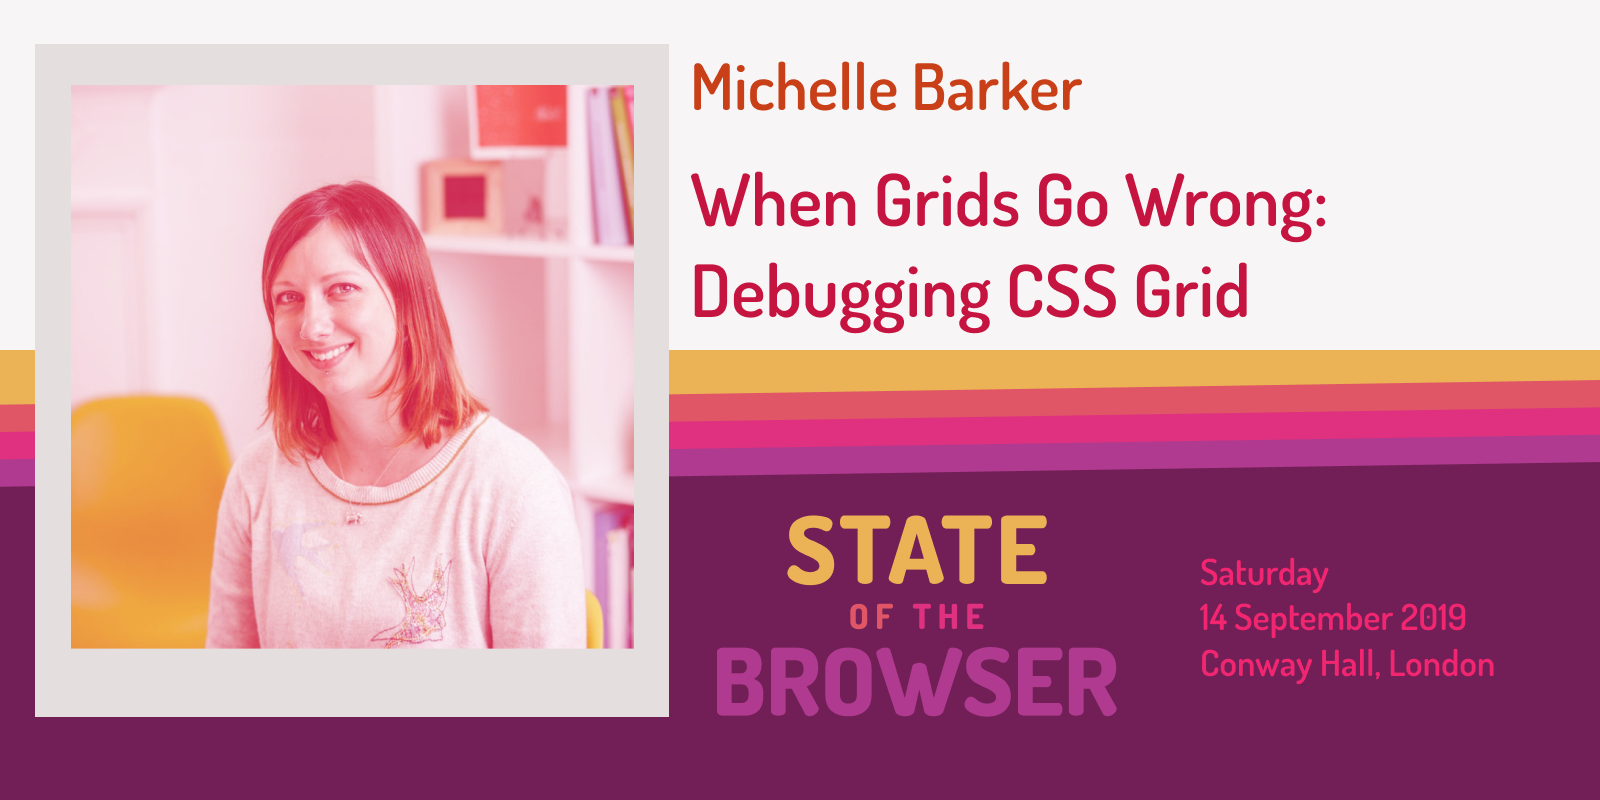 Michelle Barker
When Grids Go Wrong:
Debugging CSS Grid
STATE
OF THE
BROWSER
Saturday
14 September 2019
Conway Hall, London